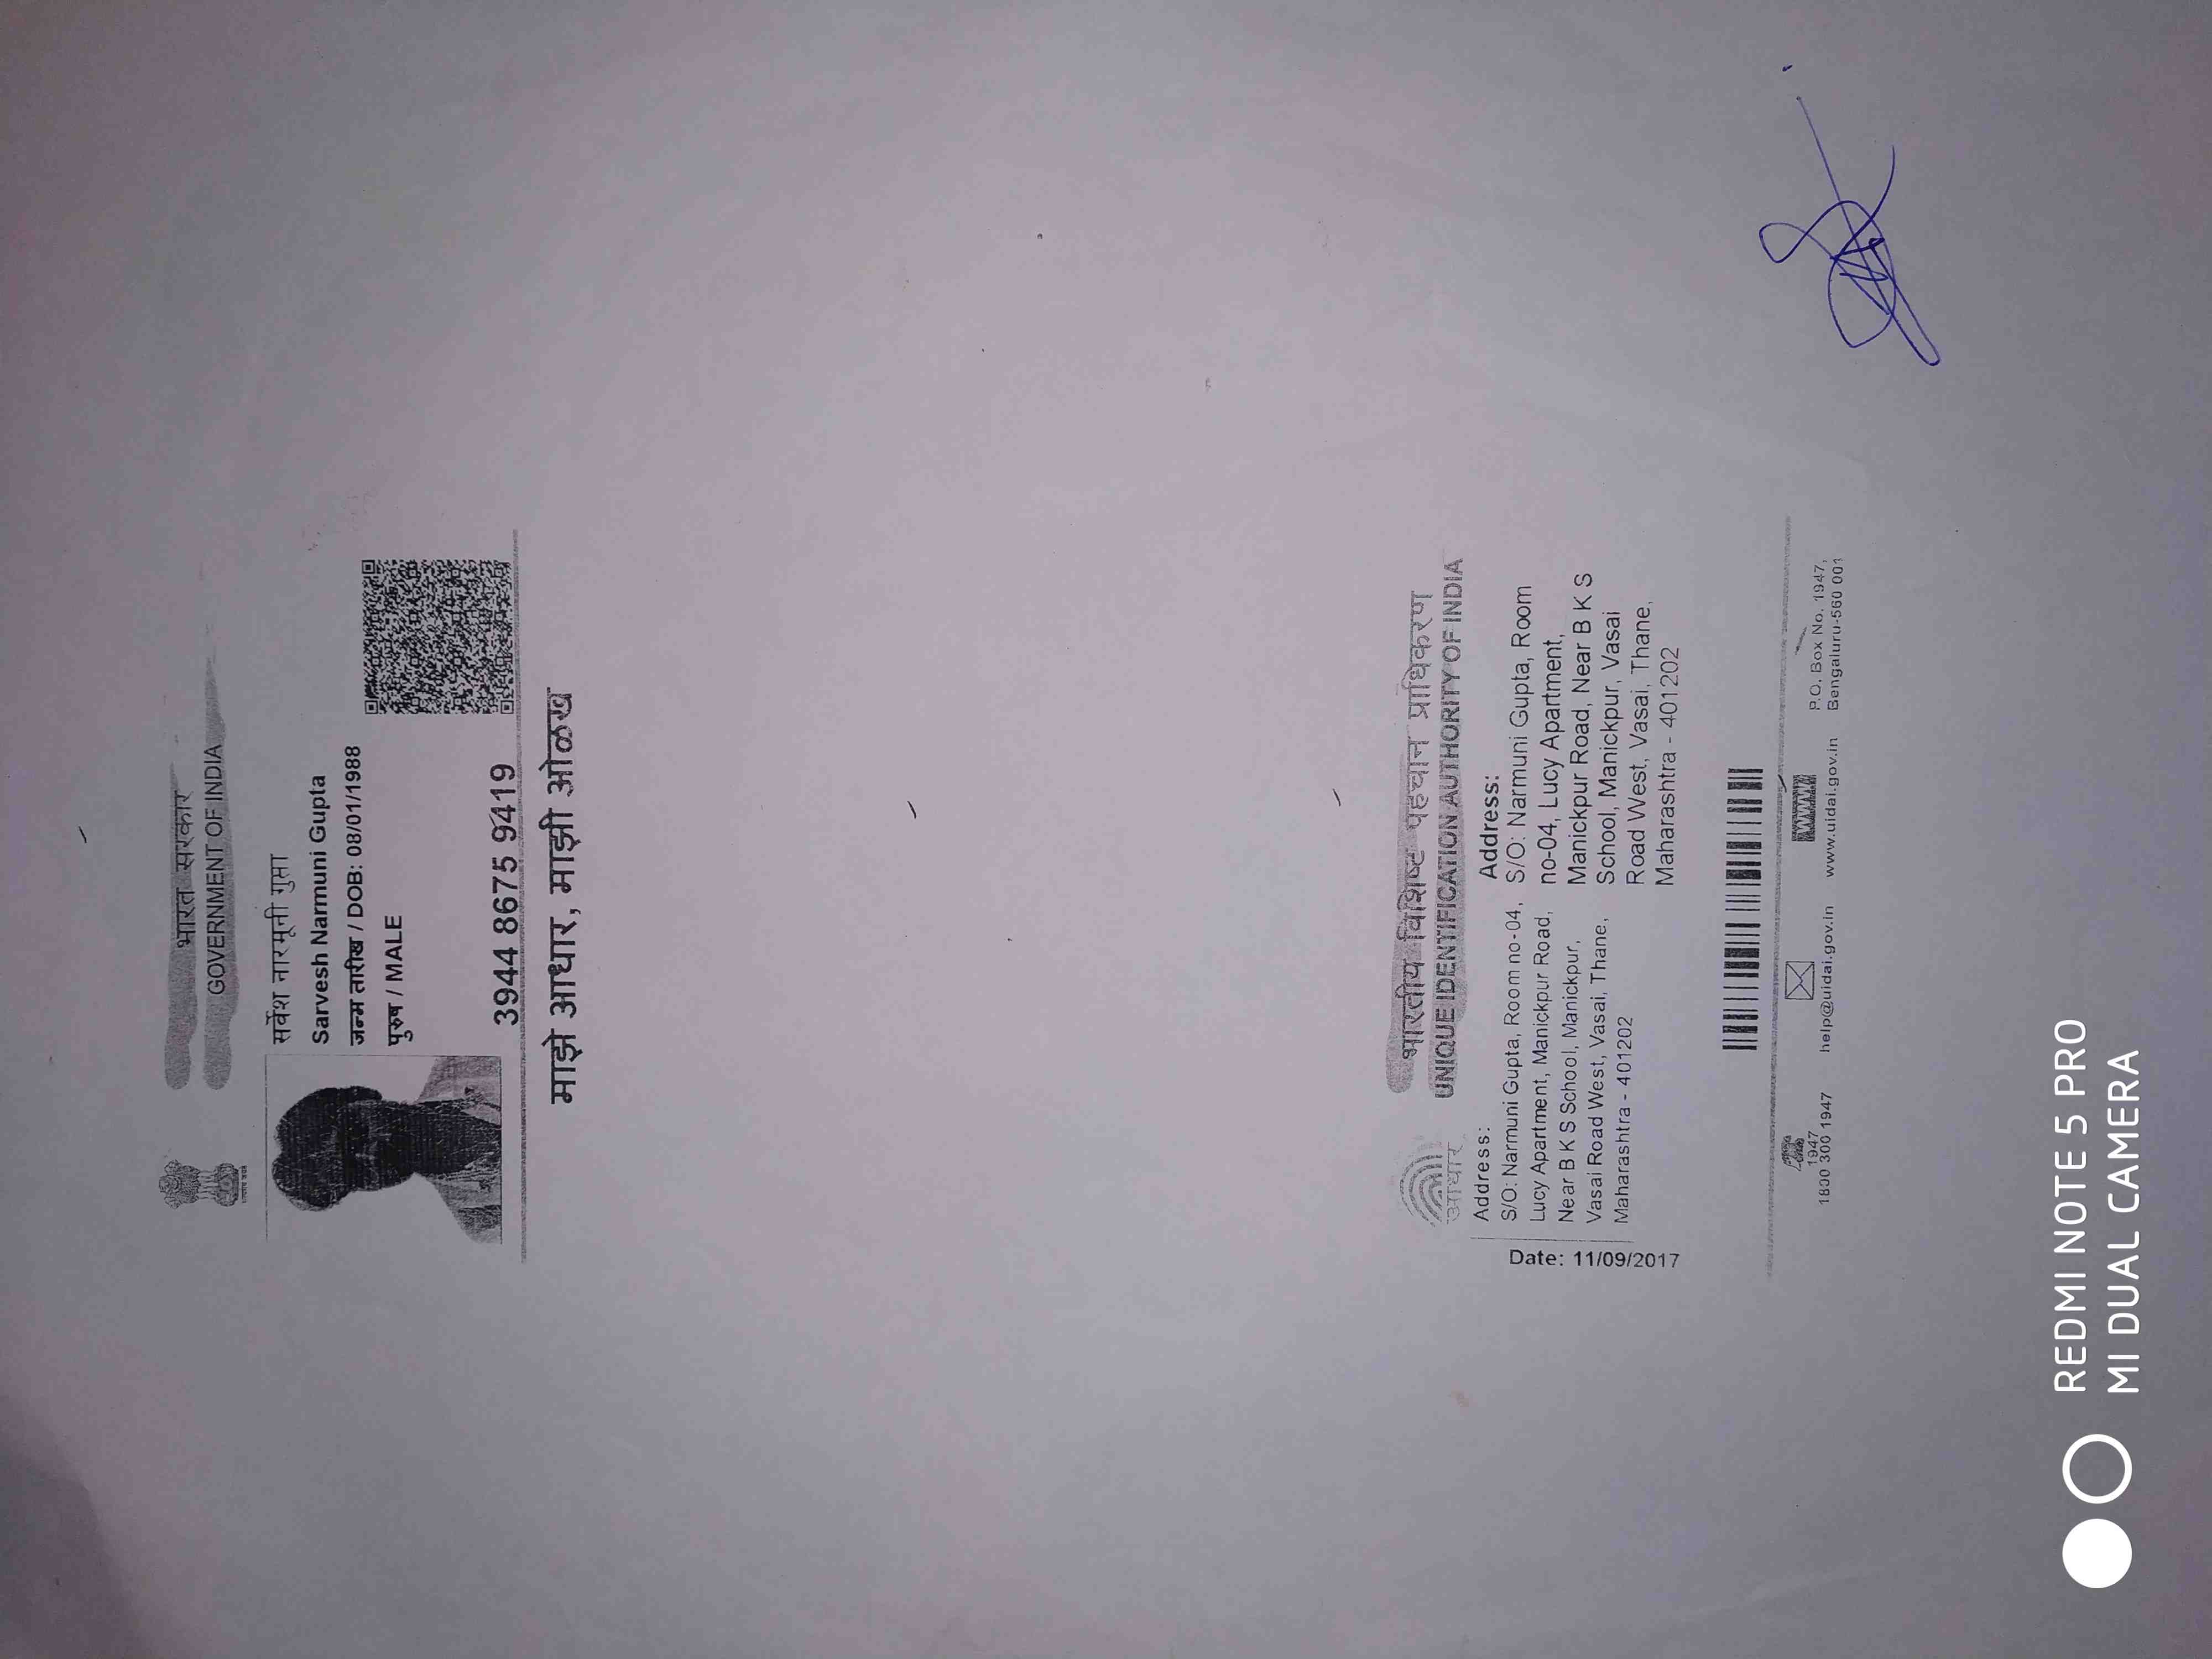 भारत सरकार
GOVERNMENT OF INDIA
सर्वेश नारमूनी गुप्ता
Sarvesh Narmuni Gupta
जन्म तारीख / DOB: 08/01/1988
पुरुष / MALE
3944 8675 9419
माझे आधार, माझी ओळख
भारतीय विशिष्ट पहचान प्राधिकरण
UNIQUE IDENTIFICATION AUTHORITY OF INDIA
आधार
Address:
S/O: Narmuni Gupta, Room no-04,
Lucy Apartment, Manickpur Road,
Near B K S School, Manickpur,
Vasai Road West, Vasai, Thane,
Maharashtra - 401202
Address:
S/O: Narmuni Gupta, Room
no-04, Lucy Apartment,
Manickpur Road, Near B K S
School, Manickpur, Vasai
Road West, Vasai, Thane,
Maharashtra - 401202
Date: 11/09/2017
1947
1800 300 1947
help@uidai.gov.in
WWW
www.uidai.gov.in
P.O. Box No. 1947,
Bengaluru-560 001
REDMI NOTE 5 PRO
MI DUAL CAMERA